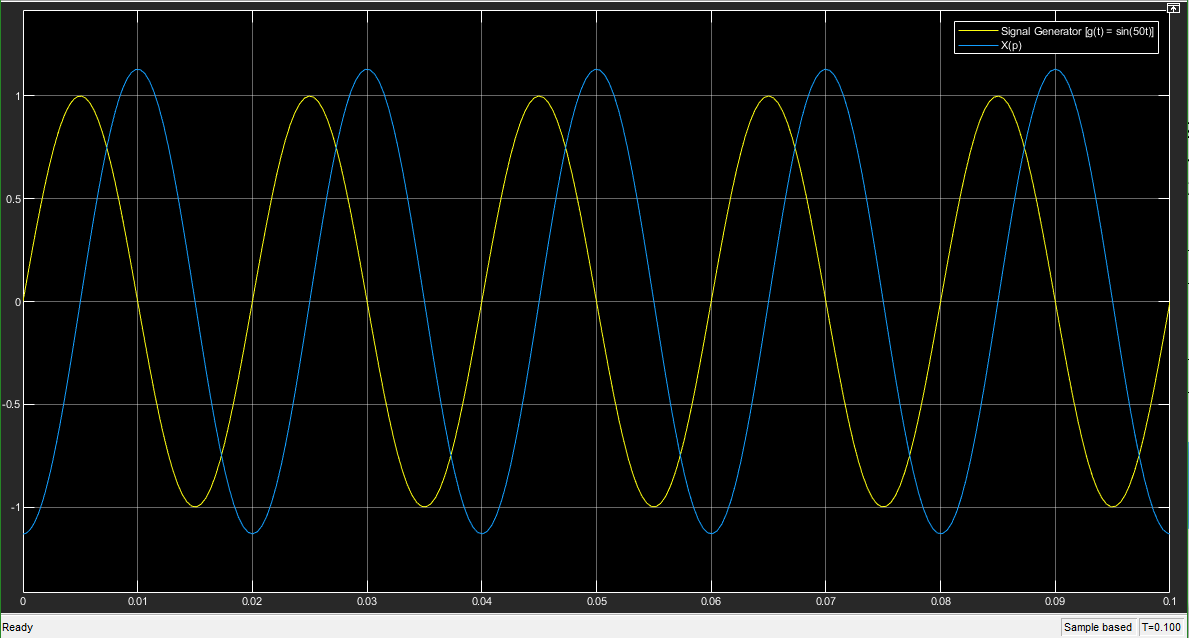 Signal Generator [g(t) = sin(50t)]
X(p)
1
0.5
0
-0.5
-1
0 0.01 0.02 0.03 0.04 0.05 0.06 0.07 0.08 0.09 0.1
Ready Sample based T=0.100